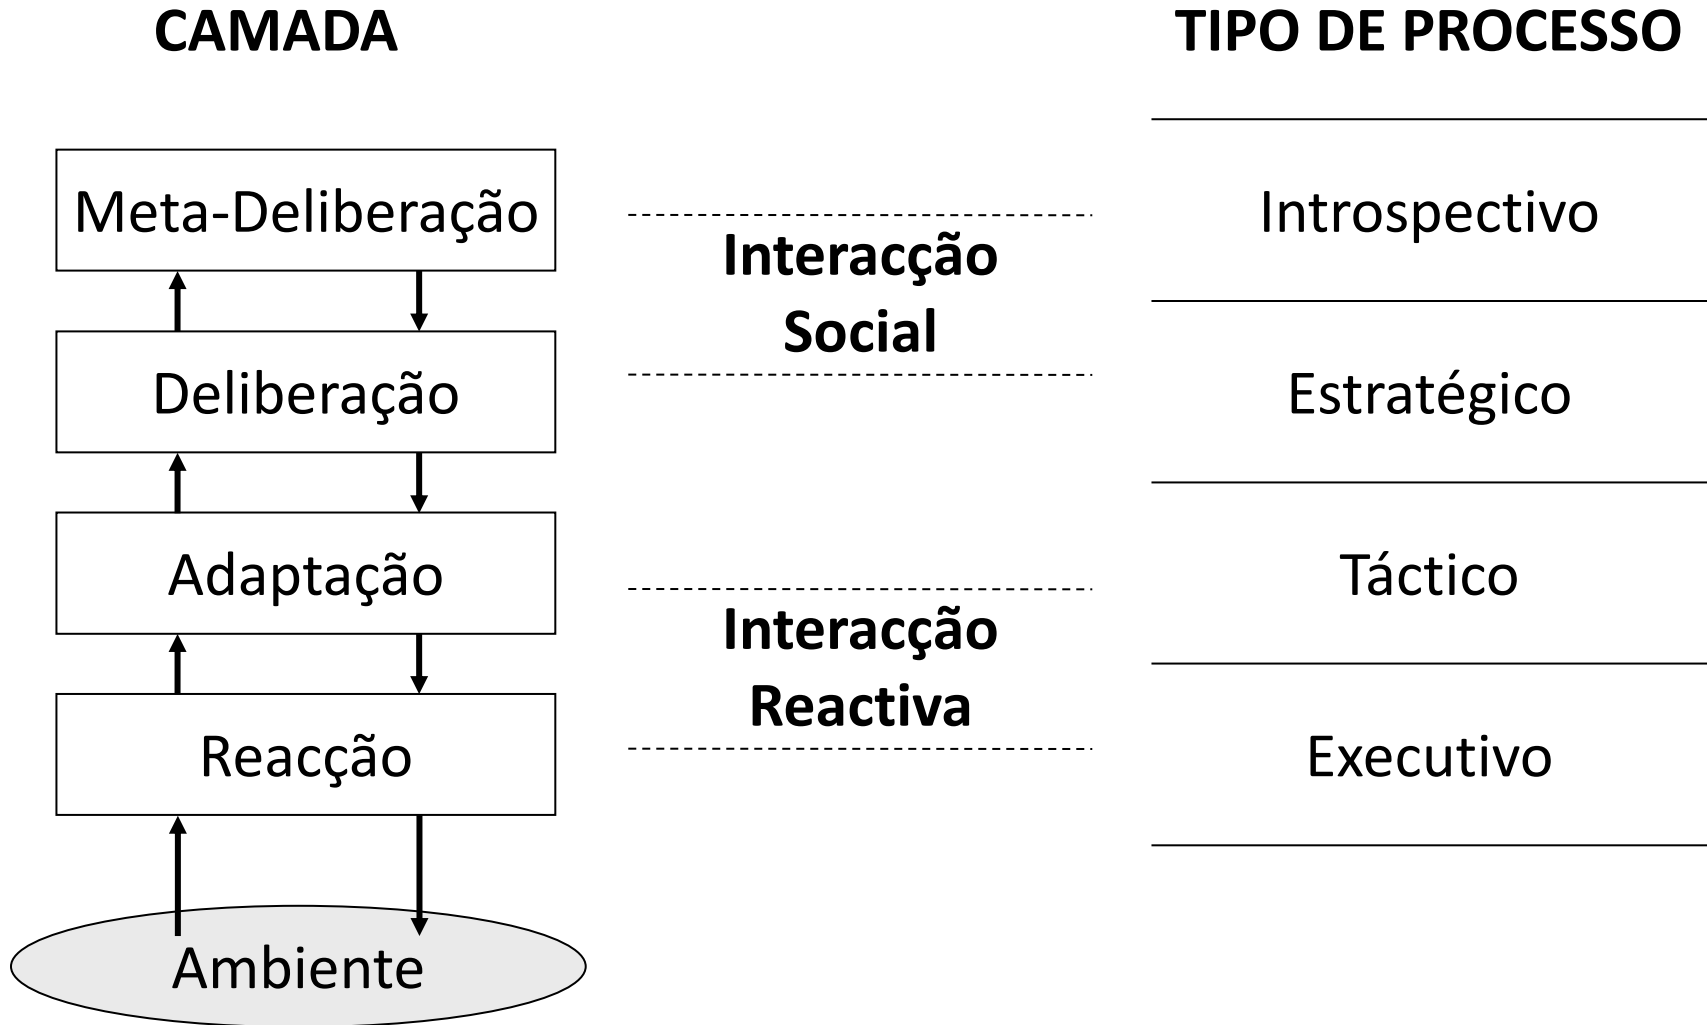 CAMADA
TIPO DE PROCESSO
Meta-Deliberação
Introspectivo
Interacção
Social
Deliberação
Estratégico
Adaptação
Táctico
Interacção
Reactiva
Reacção
Executivo
Ambiente